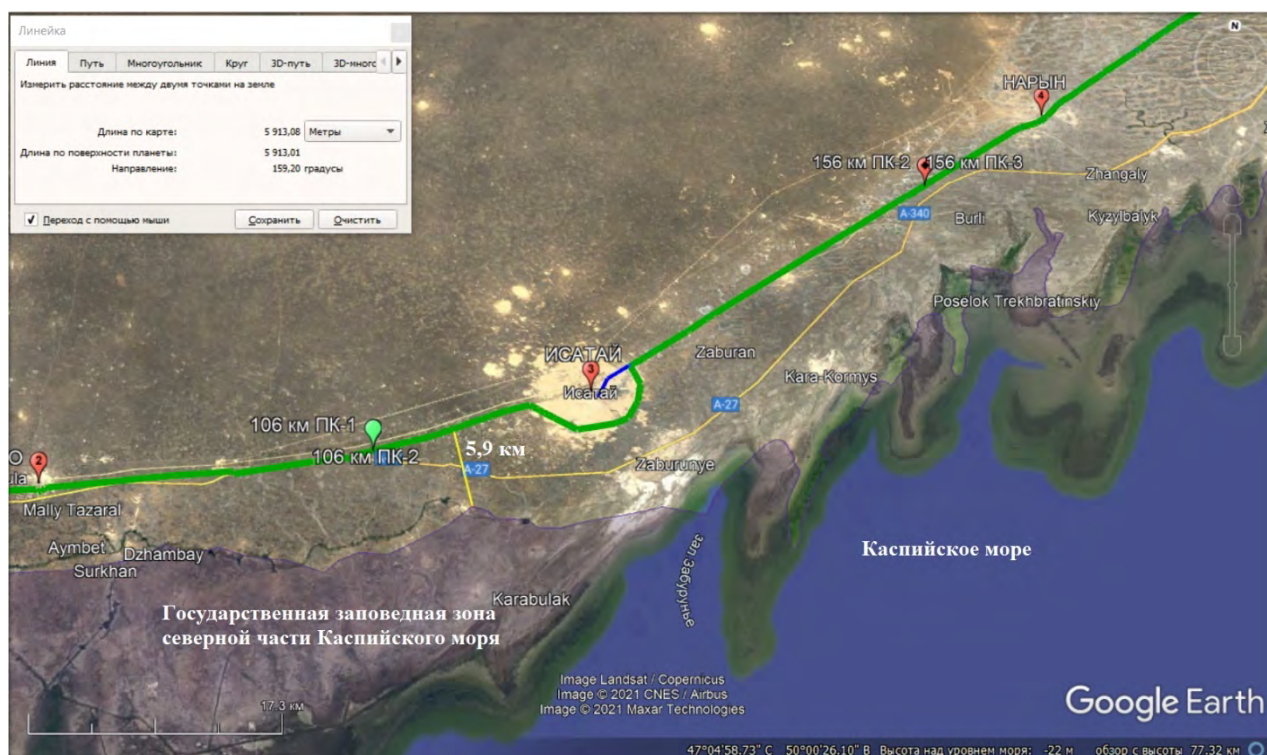 Линейка
Линия Путь Многоугольник Круг 3D-путь 3D-многс
Измерить расстояние между двумя точками на земле
Длина по карте: 5 913,08 Метры
Длина по поверхности планеты: 5 913,01
Направление: 159,20 градусы
Переход с помощью мыши Сохранить Очистить
N
НАРЫН
4
156 км ПК-2 156 км ПК-3
Zhangaly
А-340
Burli
Kyzylbalyk
Poselok Trekhbratinskiy
ИСАТАЙ
3
Исатай
Zaburan
Kara-Kormys
А-27
106 км ПК-1
106 км ПК-2
5,9 км
А-27
Zaburunye
О
2
ula
Mally Tazaral
Aymbet
Dzhambay
Surkhan
зал Забурунье
Каспийское море
Karabulak
Государственная заповедная зона
северной части Каспийского моря
17.3 км
Image Landsat / Copernicus
Image © 2021 CNES / Airbus
Image © 2021 Maxar Technologies
Google Earth
47°04'58.73" С 50°00'26.10" В Высота над уровнем моря: -22 м обзор с высоты 77.32 км